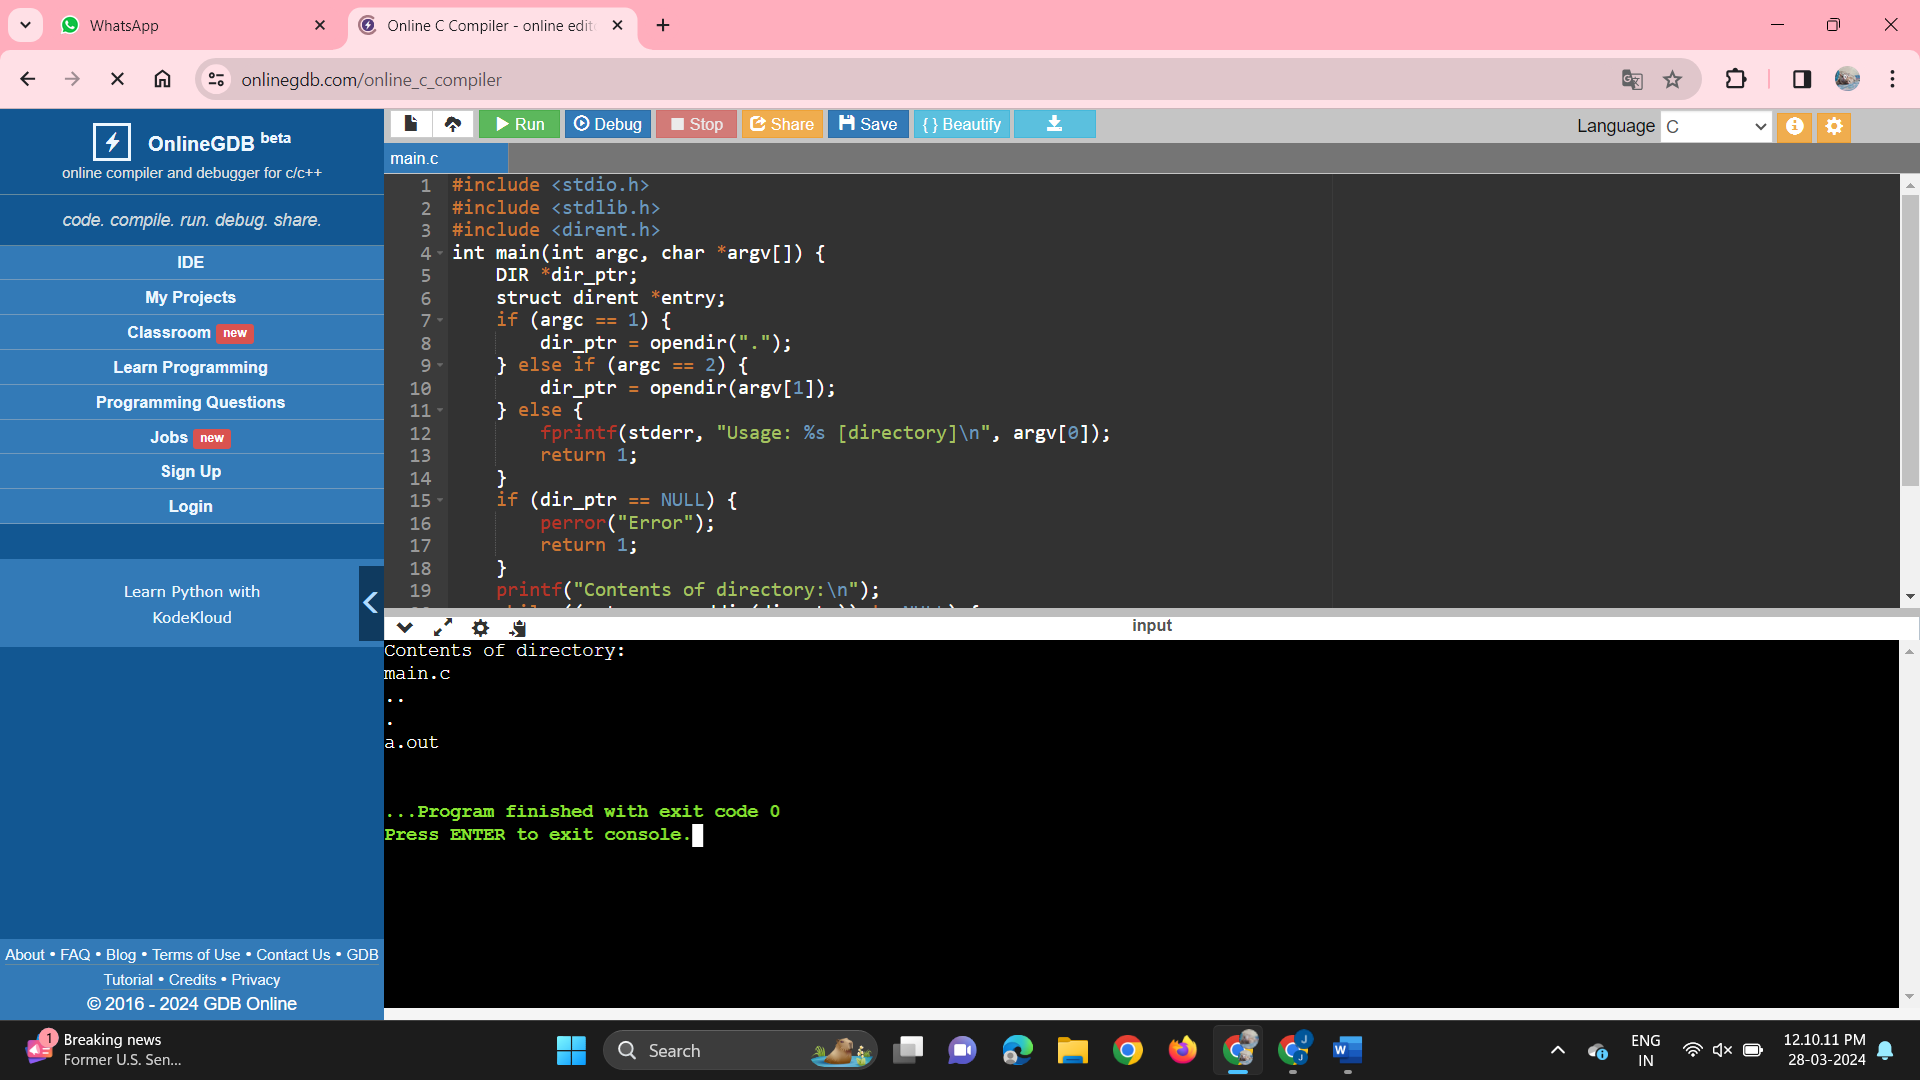 WhatsApp
Online C Compiler - online edit
onlinegdb.com/online_c_compiler
OnlineGDB beta
online compiler and debugger for c/c++
code. compile. run. debug. share.
IDE
My Projects
Classroom new
Learn Programming
Programming Questions
Jobs new
Sign Up
Login
Learn Python with
KodeKloud
About • FAQ • Blog • Terms of Use • Contact Us • GDB
Tutorial • Credits • Privacy
© 2016 - 2024 GDB Online
Run Debug Stop Share Save { } Beautify
Language C
main.c
1 #include <stdio.h>
2 #include <stdlib.h>
3 #include <dirent.h>
4 int main(int argc, char *argv[]) {
5 DIR *dir_ptr;
6 struct dirent *entry;
7 if (argc == 1) {
8 dir_ptr = opendir(".");
9 } else if (argc == 2) {
10 dir_ptr = opendir(argv[1]);
11 } else {
12 fprintf(stderr, "Usage: %s [directory]\n", argv[0]);
13 return 1;
14 }
15 if (dir_ptr == NULL) {
16 perror("Error");
17 return 1;
18 }
19 printf("Contents of directory:\n");
input
Contents of directory:
main.c
..
.
a.out
...Program finished with exit code 0
Press ENTER to exit console.
1
Breaking news
Former U.S. Sen...
Search
ENG
IN
12.10.11 PM
28-03-2024